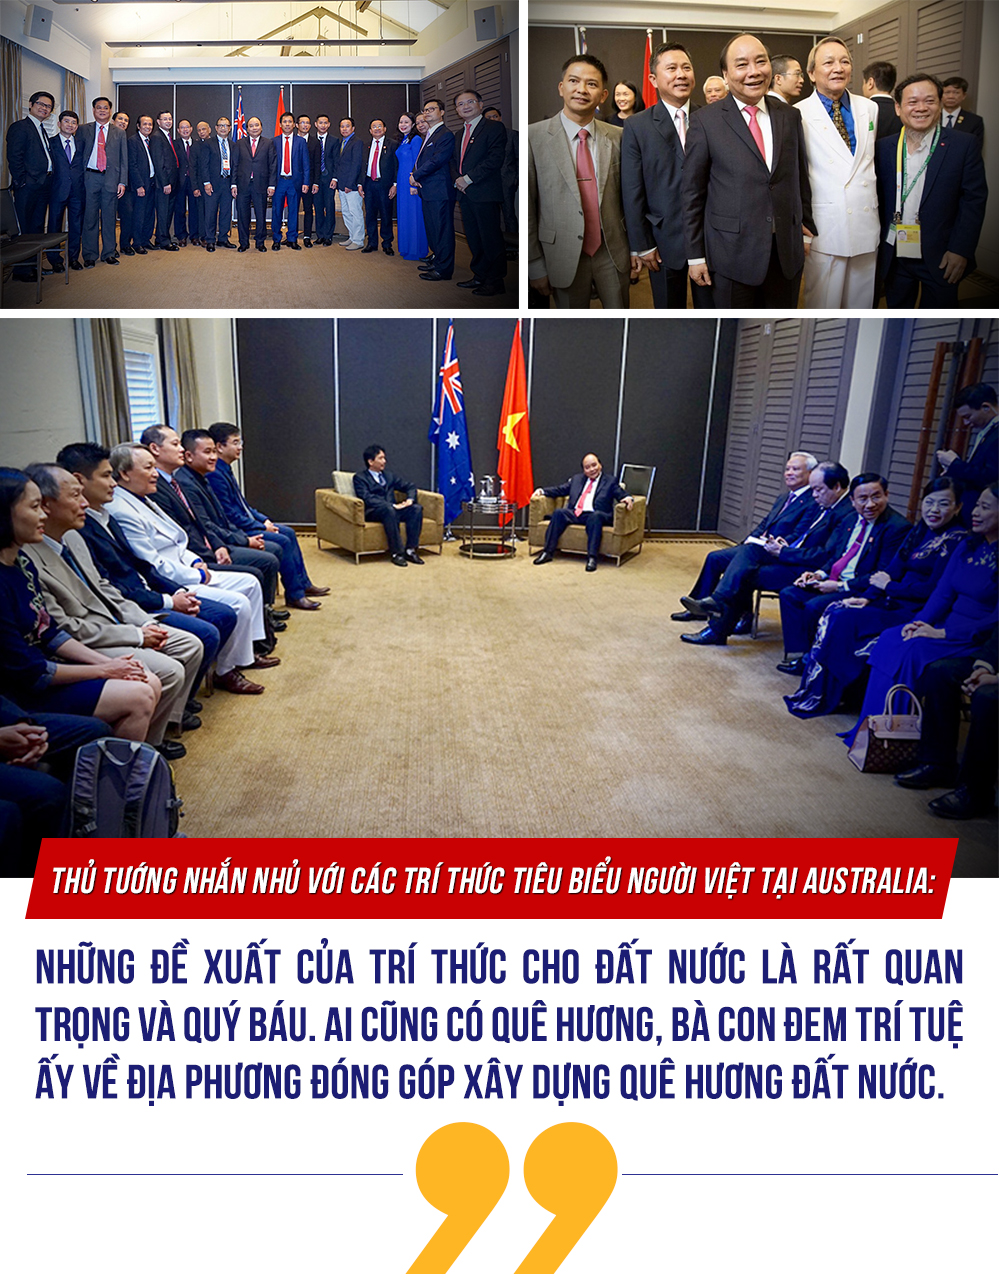 THỦ TƯỚNG NHẮN NHỦ VỚI CÁC TRÍ THỨC TIÊU BIỂU NGƯỜI VIỆT TẠI AUSTRALIA:
NHỮNG ĐỀ XUẤT CỦA TRÍ THỨC CHO ĐẤT NƯỚC LÀ RẤT QUAN
TRỌNG VÀ QUÝ BÁU. AI CŨNG CÓ QUÊ HƯƠNG, BÀ CON ĐEM TRÍ TUỆ
ẤY VỀ ĐỊA PHƯƠNG ĐÓNG GÓP XÂY DỰNG QUÊ HƯƠNG ĐẤT NƯỚC.
”